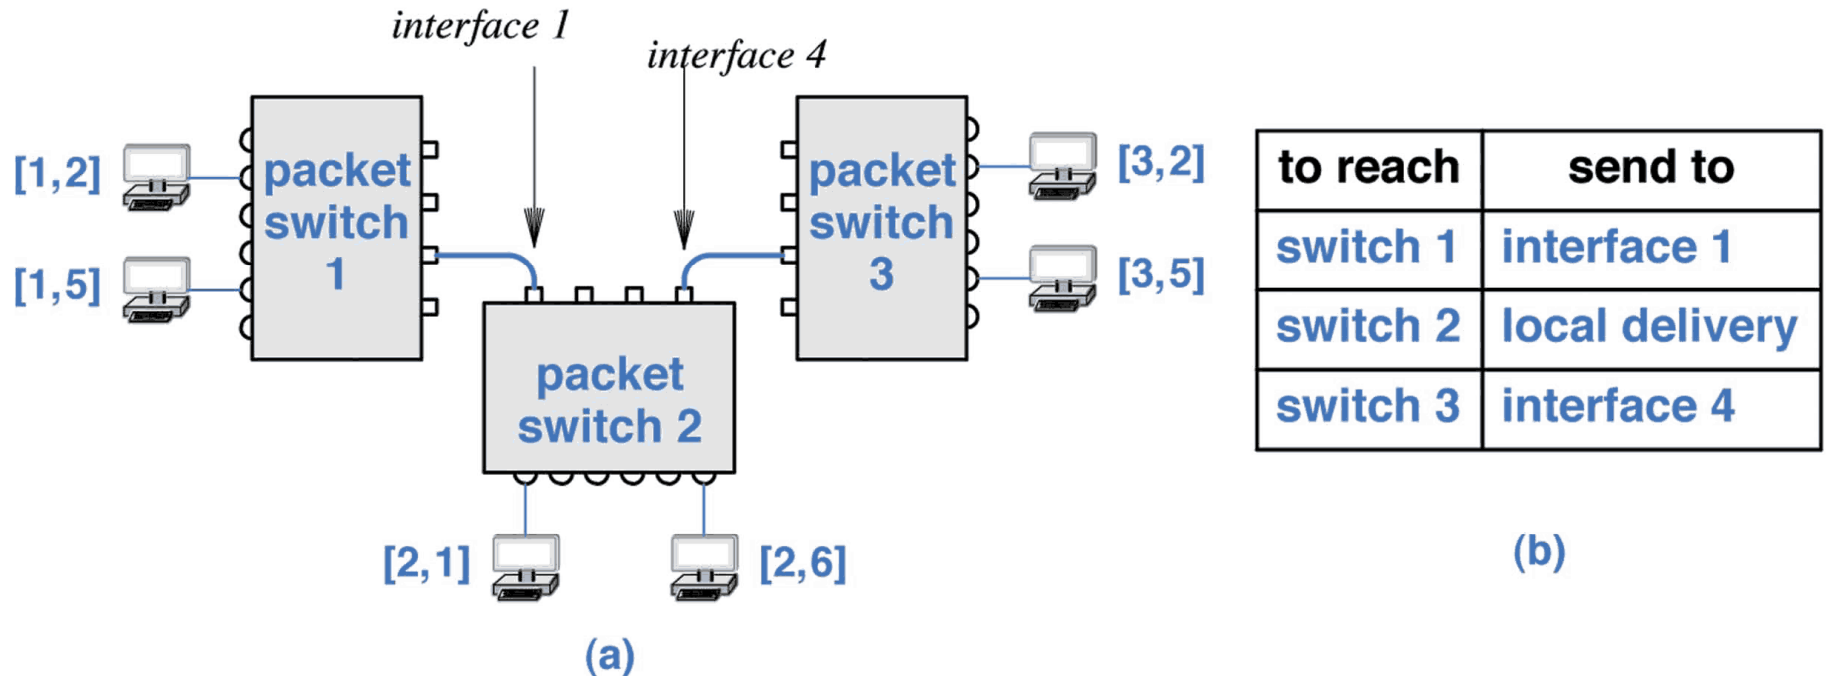 interface 1
interface 4
[1,2]
[1,5]
packet
switch
1
packet
switch
3
[3,2]
[3,5]
packet
switch 2
[2,1]
[2,6]
(a)
to reach send to
switch 1 interface 1
switch 2 local delivery
switch 3 interface 4
(b)